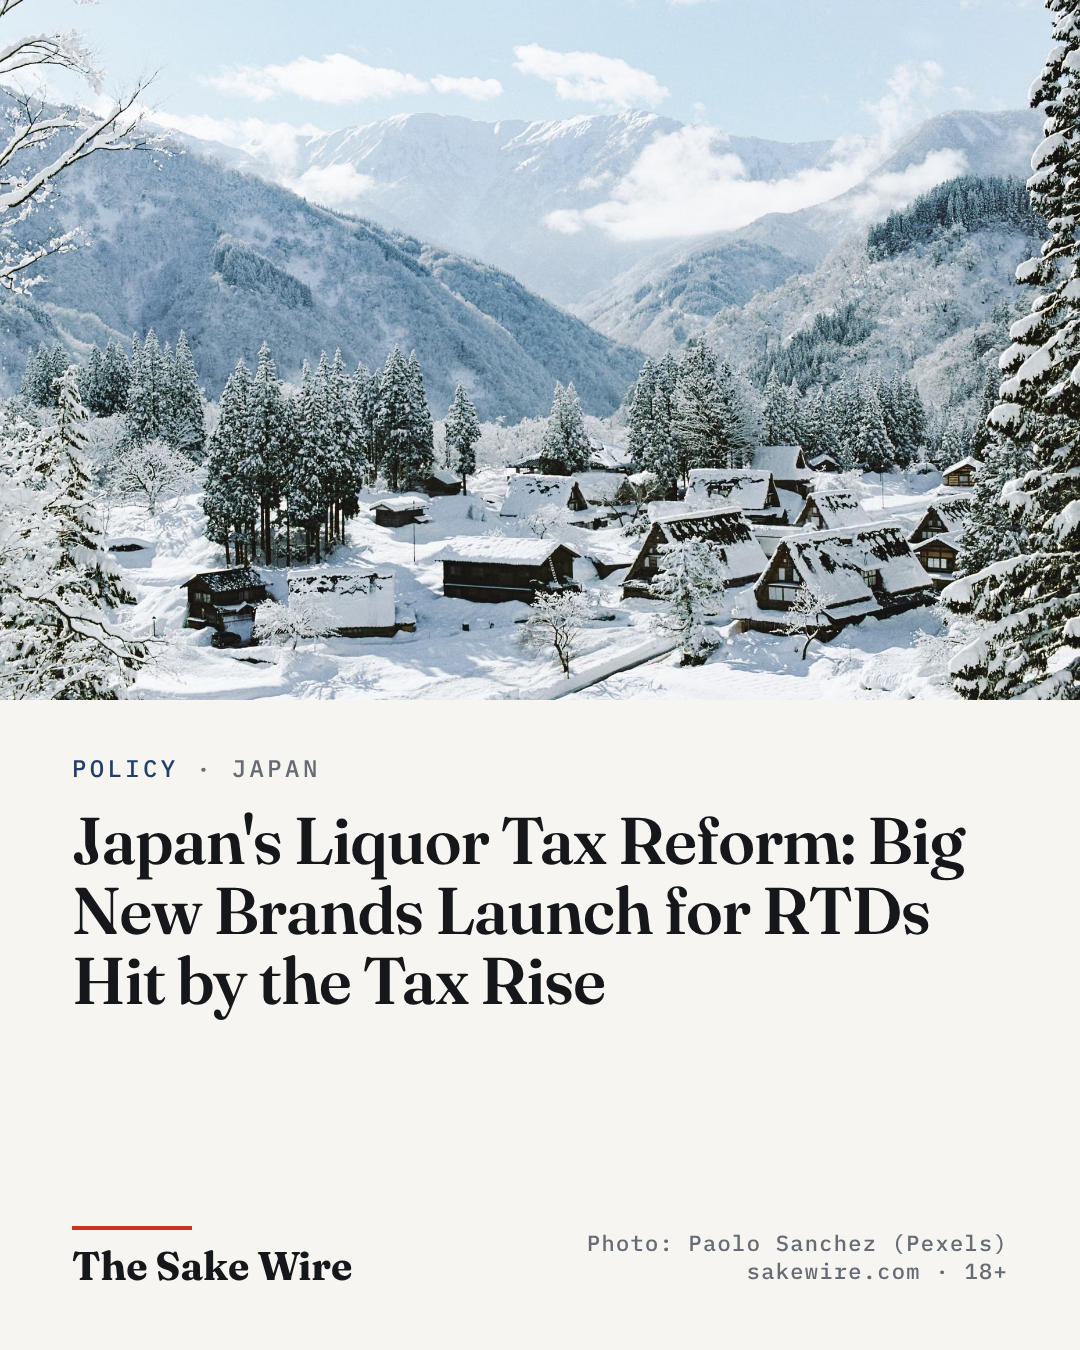 POLICY · JAPAN
Japan's Liquor Tax Reform: Big
New Brands Launch for RTDs
Hit by the Tax Rise
The Sake Wire
Photo: Paolo Sanchez (Pexels)
sakewire.com · 18+